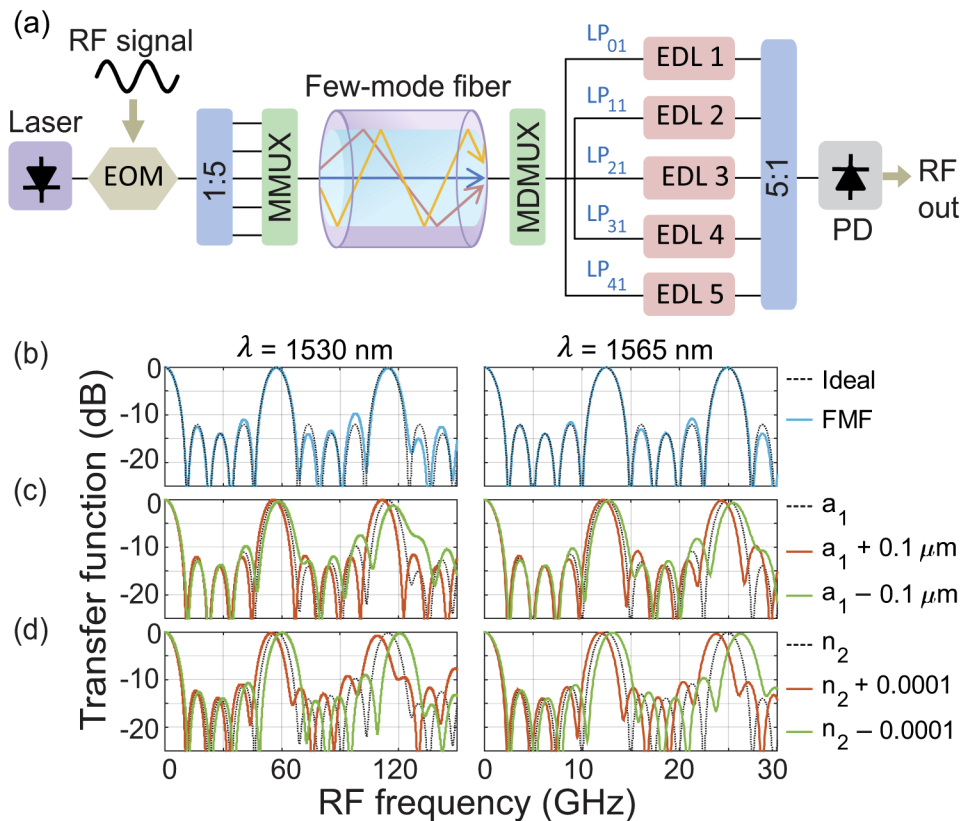 (a)
RF signal
Laser
EOM
1:5
MMUX
Few-mode fiber
MDMUX
LP01
LP11
LP21
LP31
LP41
EDL 1
EDL 2
EDL 3
EDL 4
EDL 5
5:1
PD
RF
out
(b)
λ = 1530 nm
λ = 1565 nm
0
-10
-20
Ideal
FMF
(c)
0
-10
-20
a1
a1 + 0.1 μm
a1 − 0.1 μm
(d)
0
-10
-20
n2
n2 + 0.0001
n2 − 0.0001
Transfer function (dB)
0 60 120
0 10 20 30
RF frequency (GHz)